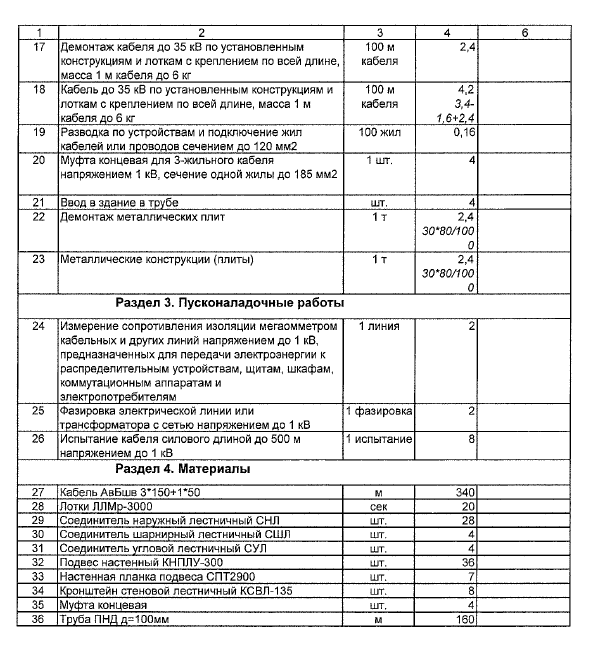 1 2 3 4 6
17 Демонтаж кабеля до 35 кВ по установленным 100 м 2,4
конструкциям и лоткам с креплением по всей длине, кабеля
масса 1 м кабеля до 6 кг
18 Кабель до 35 кВ по установленным конструкциям и 100 м 4,2
лоткам с креплением по всей длине, масса 1 м кабеля 3,4-
кабеля до 6 кг 1,6+2,4
19 Разводка по устройствам и подключение жил 100 жил 0,16
кабелей или проводов сечением до 120 мм2
20 Муфта концевая для 3-жильного кабеля 1 шт. 4
напряжением 1 кВ, сечение одной жилы до 185 мм2
21 Ввод в здание в трубе шт. 4
22 Демонтаж металлических плит 1 т 2,4
30*80/100
0
23 Металлические конструкции (плиты) 1 т 2,4
30*80/100
0
Раздел 3. Пусконаладочные работы
24 Измерение сопротивления изоляции мегаомметром 1 линия 2
кабельных и других линий напряжением до 1 кВ,
предназначенных для передачи электроэнергии к
распределительным устройствам, щитам, шкафам,
коммутационным аппаратам и
электропотребителям
25 Фазировка электрической линии или 1 фазировка 2
трансформатора с сетью напряжением до 1 кВ
26 Испытание кабеля силового длиной до 500 м 1 испытание 8
напряжением до 1 кВ
Раздел 4. Материалы
27 Кабель АвБшв 3*150+1*50 м 340
28 Лотки ЛЛМр-3000 сек 20
29 Соединитель наружный лестничный СНЛ шт. 28
30 Соединитель шарнирный лестничный СШЛ шт. 4
31 Соединитель угловой лестничный СУЛ шт. 4
32 Подвес настенный КНПЛУ-300 шт. 36
33 Настенная планка подвеса СПТ2900 шт. 7
34 Кронштейн стеновой лестничный КСВЛ-135 шт. 8
35 Муфта концевая шт. 4
36 Труба ПНД д=100мм м 160